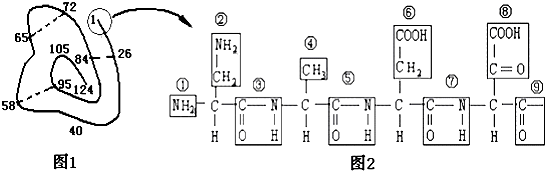 72
1
65
105
84
26
95
124
58
40
图1
② ④ ⑥ ⑧
NH₂ COOH COOH
CH₂ CH₃ CH₂ C=O
① ③ ⑤ ⑦ ⑨
NH₂ C C N C C N C C N C C
H O H H O H H O H H O
图2